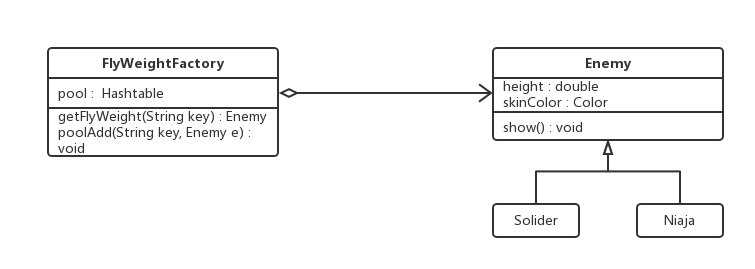 FlyWeightFactory
pool : Hashtable
getFlyWeight(String key) : Enemy
poolAdd(String key, Enemy e) :
void
Enemy
height : double
skinColor : Color
show() : void
Solider
Niaja